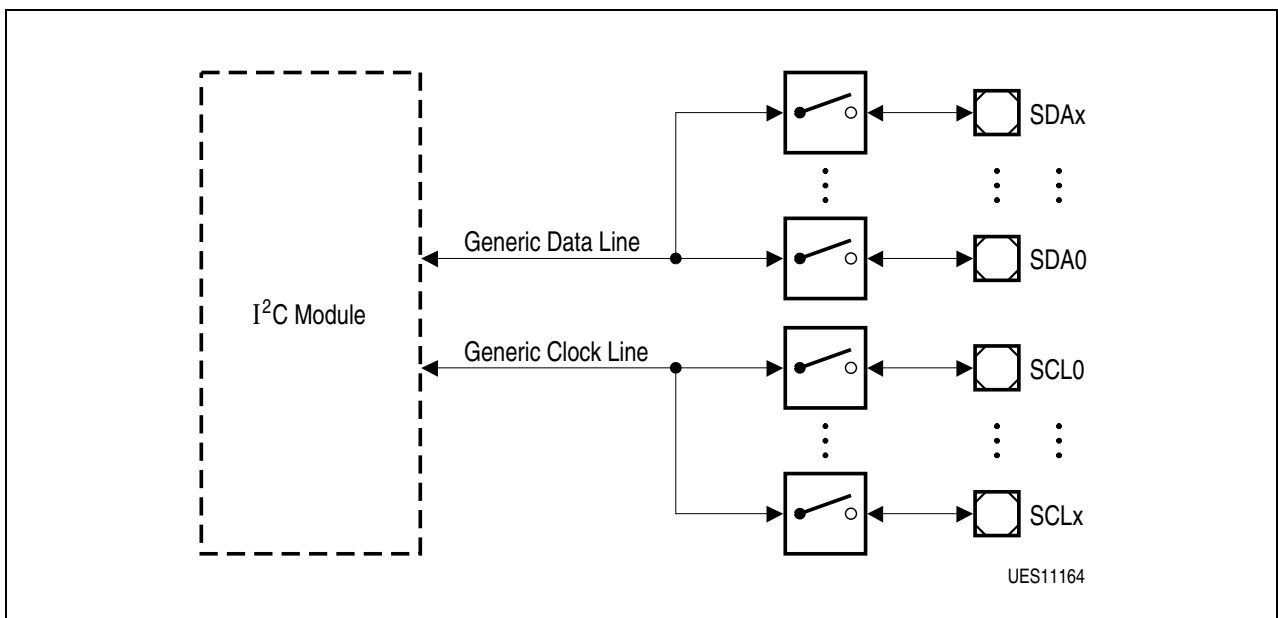 SDAx
Generic Data Line
SDA0
I²C Module
Generic Clock Line
SCL0
SCLx
UES11164